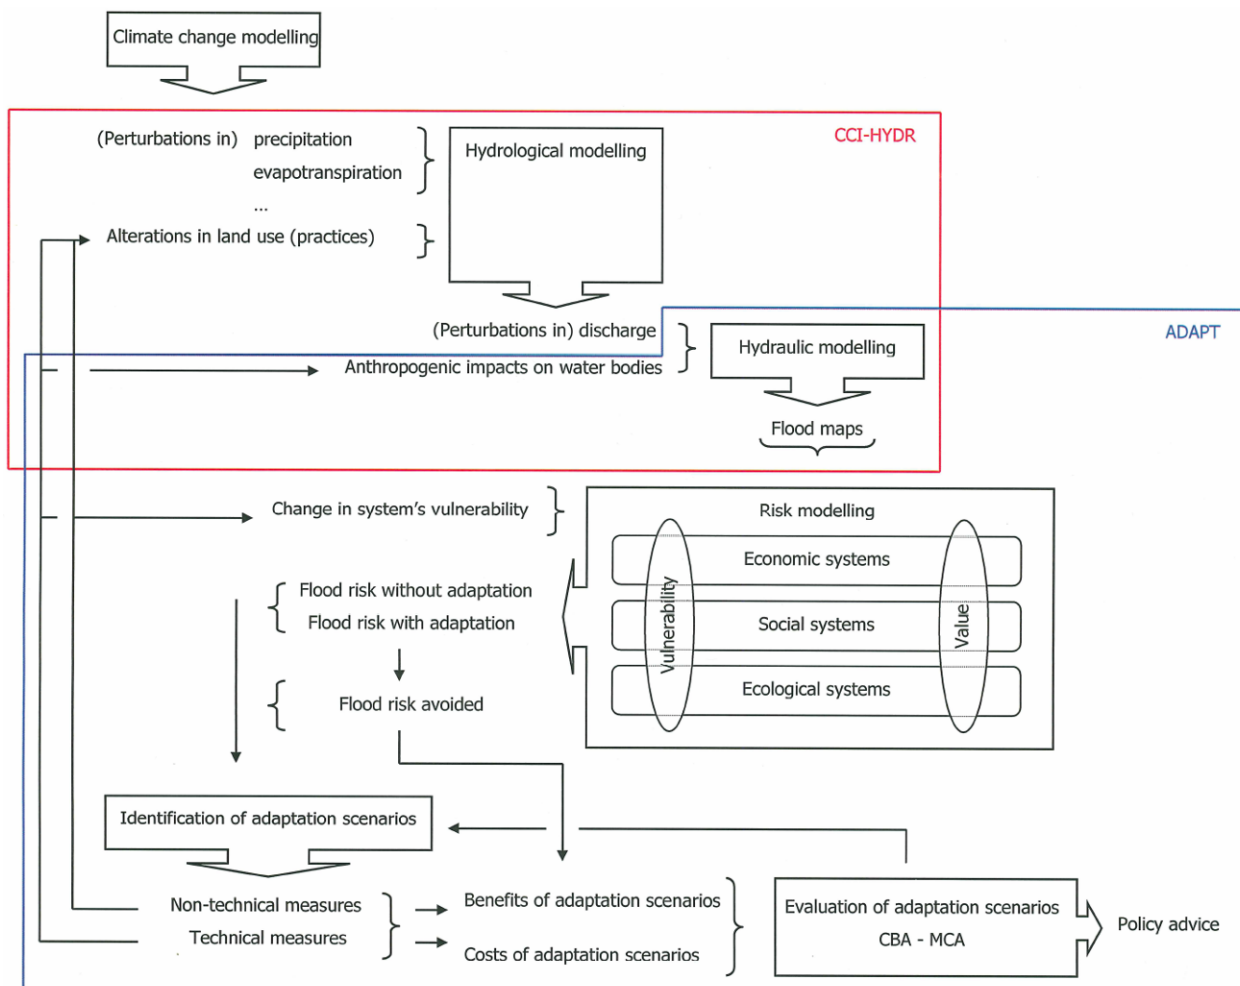 Climate change modelling
CCI-HYDR
(Perturbations in) precipitation
evapotranspiration
...
Hydrological modelling
Alterations in land use (practices)
(Perturbations in) discharge
ADAPT
Anthropogenic impacts on water bodies
Hydraulic modelling
Flood maps
Change in system's vulnerability
Risk modelling
Economic systems
Social systems
Ecological systems
Vulnerability
Value
Flood risk without adaptation
Flood risk with adaptation
Flood risk avoided
Identification of adaptation scenarios
Non-technical measures
Technical measures
Benefits of adaptation scenarios
Costs of adaptation scenarios
Evaluation of adaptation scenarios
CBA - MCA
Policy advice